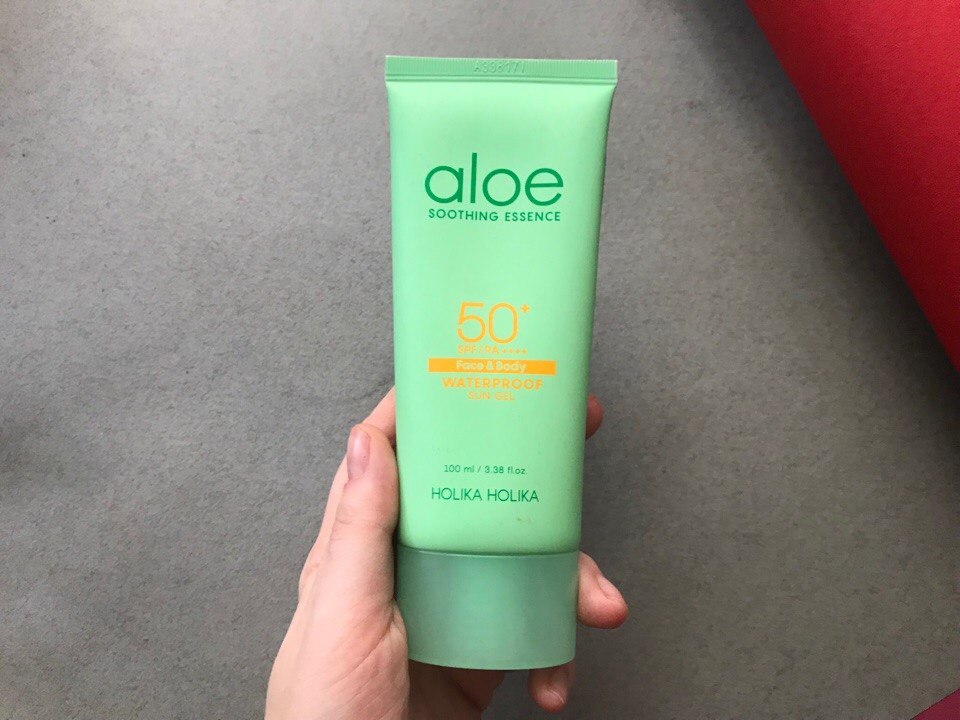 aloe
SOOTHING ESSENCE
50+
SPF/PA++++
Face & Body
WATERPROOF
SUN GEL
100 ml / 3.38 fl.oz.
HOLIKA HOLIKA